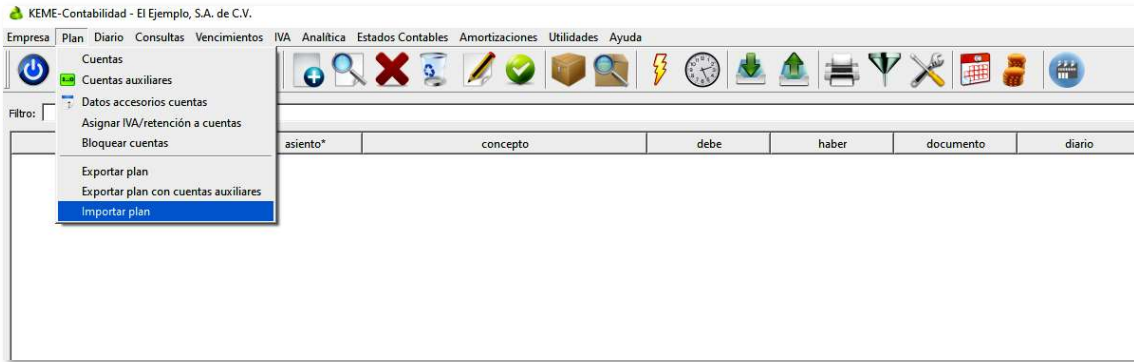 KEME-Contabilidad - El Ejemplo, S.A. de C.V.
Empresa Plan Diario Consultas Vencimientos IVA Analítica Estados Contables Amortizaciones Utilidades Ayuda
Cuentas
Cuentas auxiliares
Datos accesorios cuentas
Asignar IVA/retención a cuentas
Bloquear cuentas
Exportar plan
Exportar plan con cuentas auxiliares
Importar plan
Filtro:
asiento* concepto debe haber documento diario